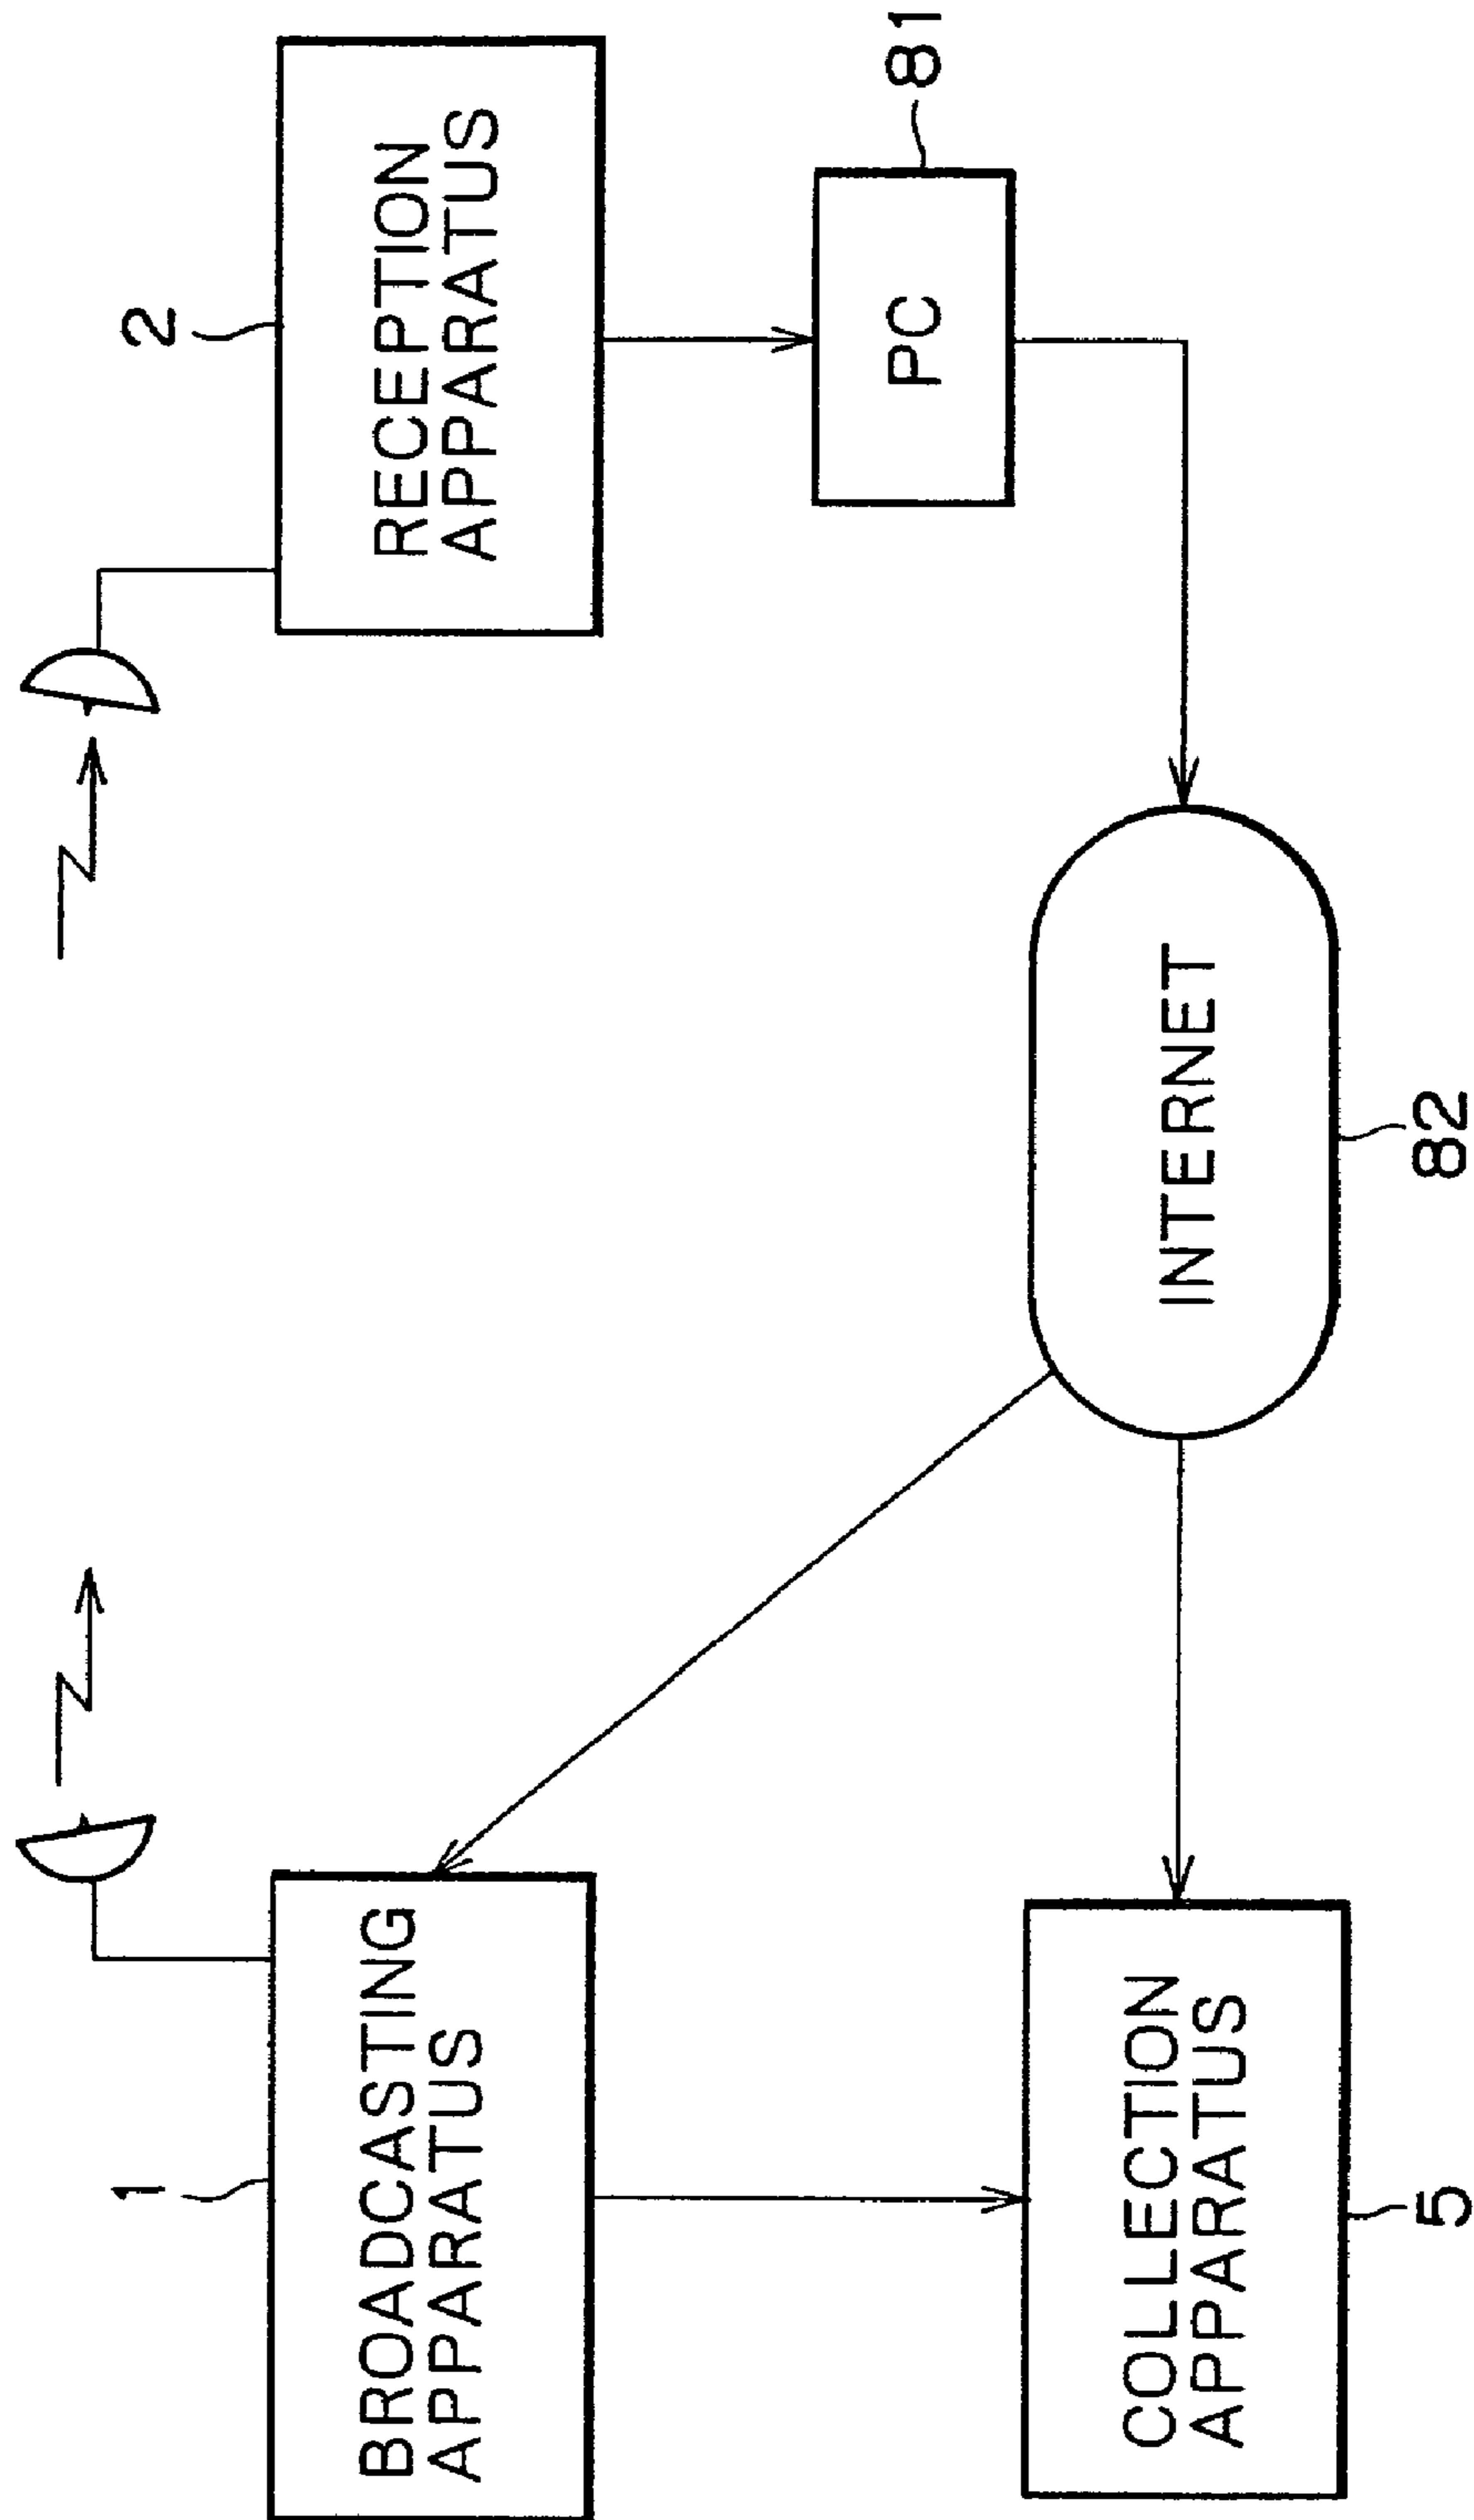 1
BROADCASTING
APPARATUS
2
RECEPTION
APPARATUS
PC
81
INTERNET
82
COLLECTION
APPARATUS
5